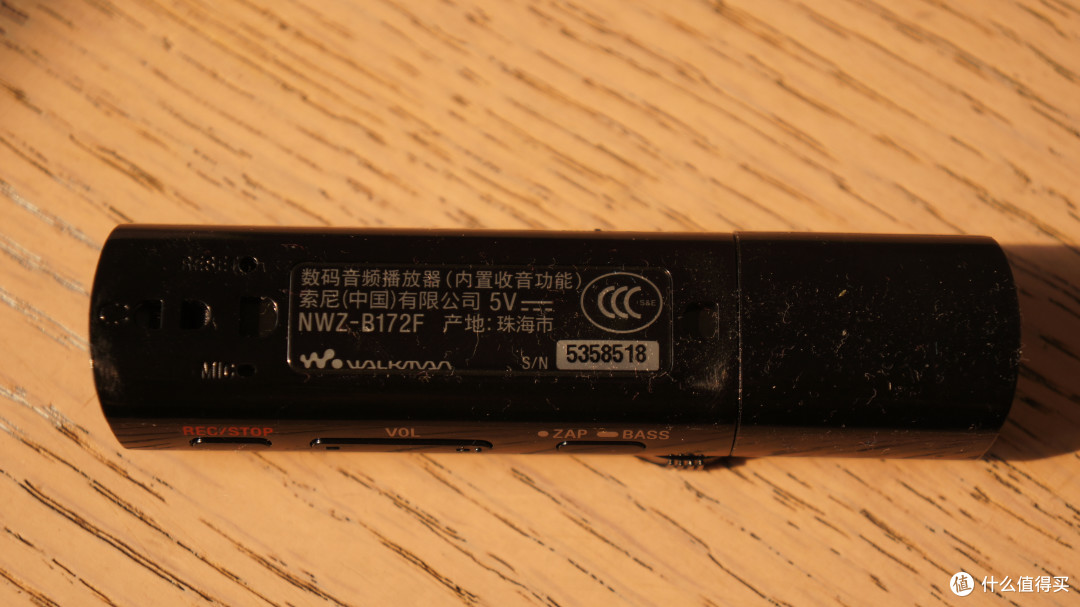 RESET
数码音频播放器(内置收音功能)
索尼(中国)有限公司 5V
NWZ-B172F 产地:珠海市
CCC S&E
WALKMAN
S/N 5358518
MIC
REC/STOP
VOL
ZAP BASS
值 什么值得买